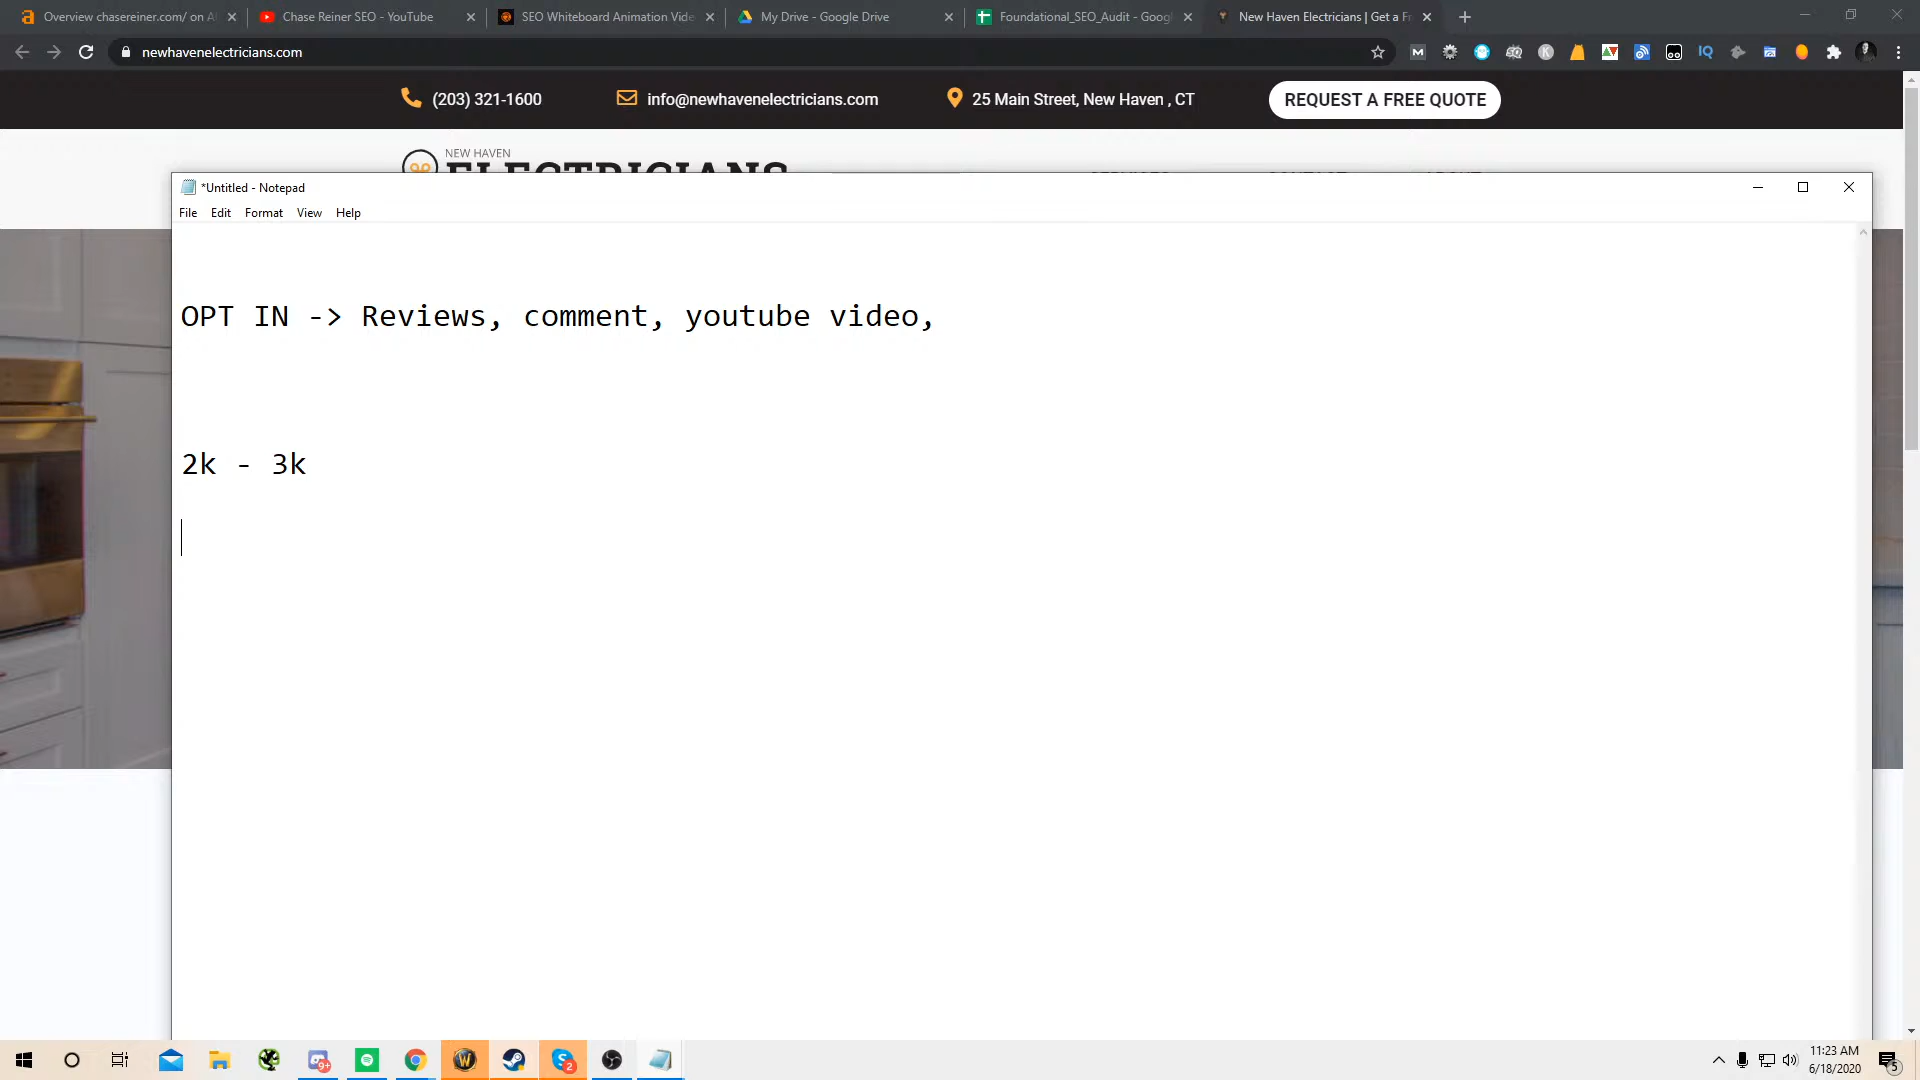 Overview chasereiner.com/ on A
Chase Reiner SEO - YouTube
SEO Whiteboard Animation Vide
My Drive - Google Drive
Foundational_SEO_Audit - Goog
New Haven Electricians | Get a Fr
newhavenelectricians.com
(203) 321-1600
info@newhavenelectricians.com
25 Main Street, New Haven , CT
REQUEST A FREE QUOTE
NEW HAVEN
ELECTRICIANS
*Untitled - Notepad
File Edit Format View Help
OPT IN -> Reviews, comment, youtube video,
2k - 3k
11:23 AM
6/18/2020